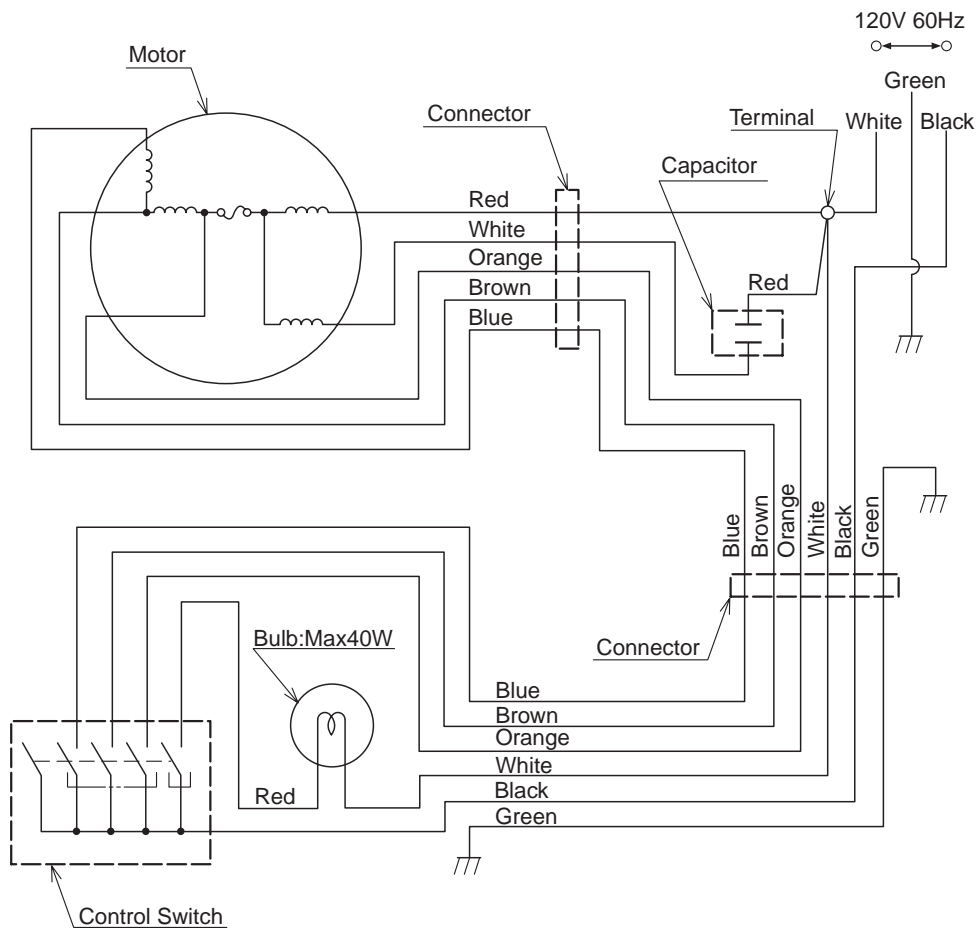 120V 60Hz
Green
White
Black
Motor
Connector
Terminal
Capacitor
Red
White
Orange
Brown
Blue
Red
Blue
Brown
Orange
White
Black
Green
Connector
Bulb:Max40W
Blue
Brown
Orange
White
Red
Black
Green
Control Switch